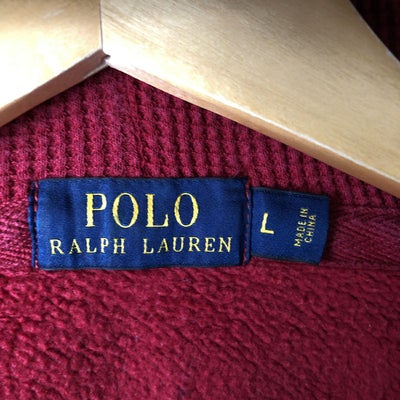 POLO
RALPH LAUREN
L
MADE IN
CHINA